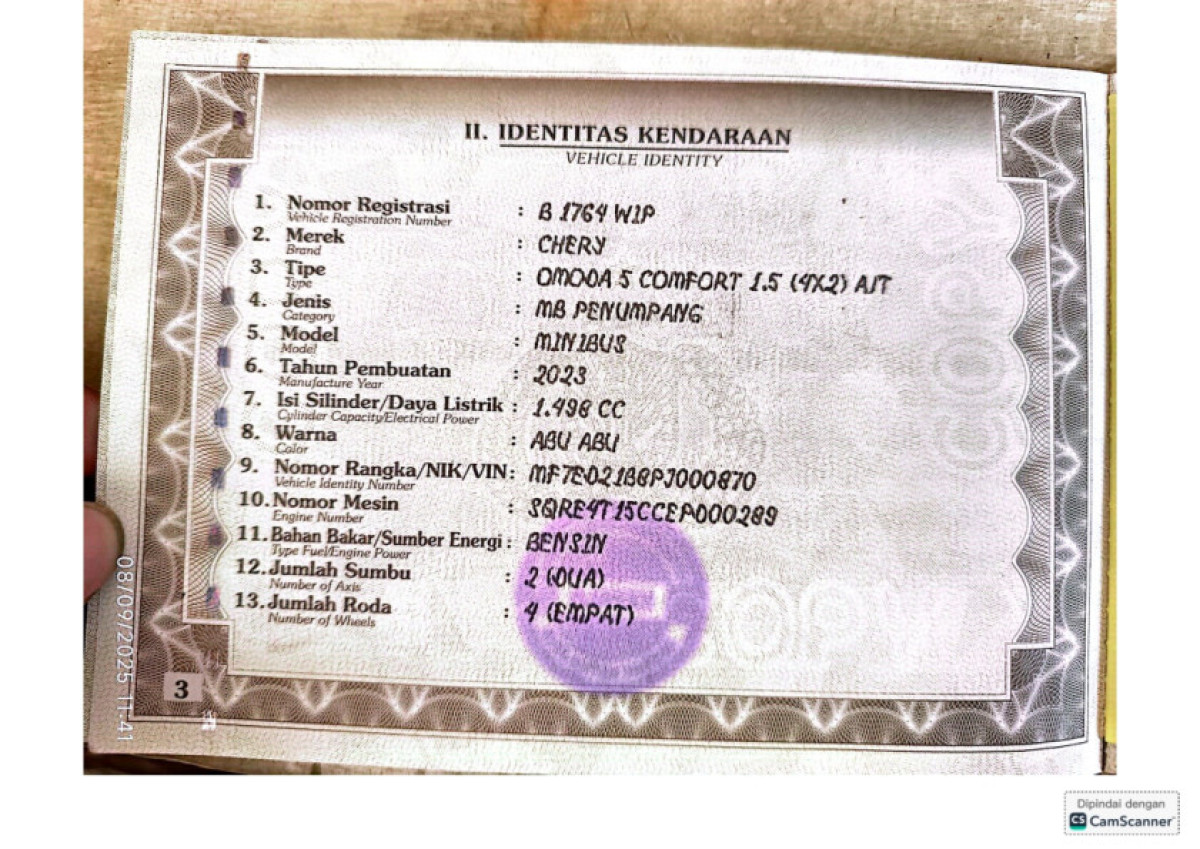 II. IDENTITAS KENDARAAN
VEHICLE IDENTITY
1. Nomor Registrasi : B 1764 WIP
Vehicle Registration Number
2. Merek : CHERY
Brand
3. Tipe : OMODA 5 COMFORT 1.5 (4X2) A/T
Type
4. Jenis : MB PENUMPANG
Category
5. Model : MINIBUS
Model
6. Tahun Pembuatan : 2023
Manufacture Year
7. Isi Silinder/Daya Listrik : 1.498 CC
Cylinder Capacity/Electrical Power
8. Warna : ABU ABU
Color
9. Nomor Rangka/NIK/VIN : MF7ED21B8PJ000870
Vehicle Identity Number
10. Nomor Mesin : SQRE4T15CCEPD00289
Engine Number
11. Bahan Bakar/Sumber Energi : BENSIN
Type Fuel/Engine Power
12. Jumlah Sumbu : 2 (DUA)
Number of Axis
13. Jumlah Roda : 4 (EMPAT)
Number of Wheels
3
08/09/2025 11:41
Dipindai dengan
CS CamScanner